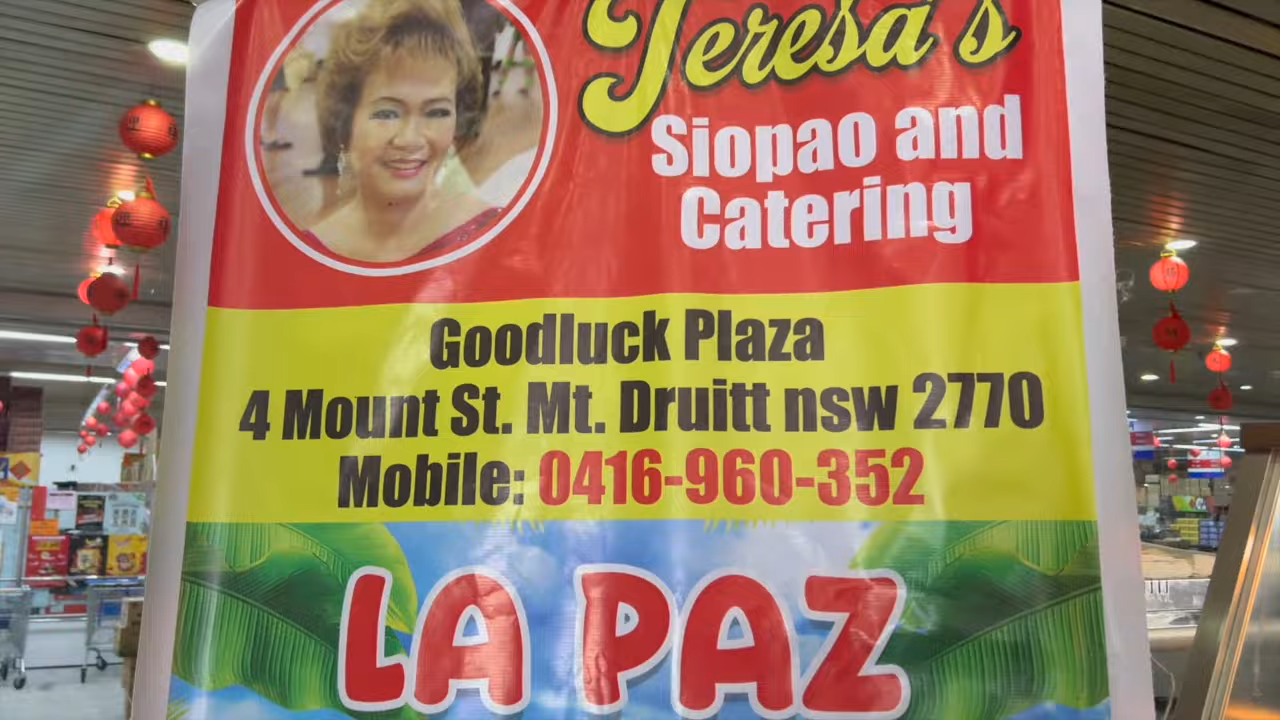 Teresa's
Siopao and
Catering
Goodluck Plaza
4 Mount St. Mt. Druitt nsw 2770
Mobile: 0416-960-352
LA PAZ